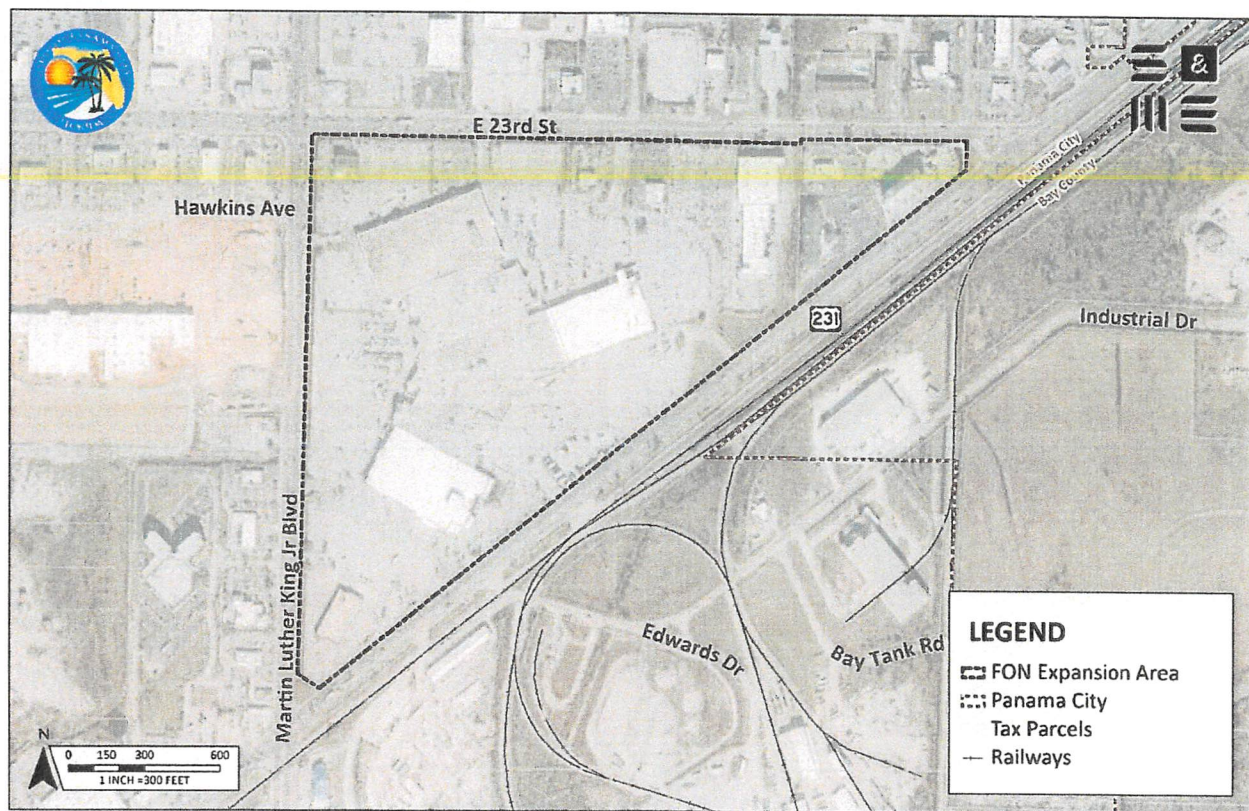 S&
ME
E 23rd St
Panama City
Bay County
Hawkins Ave
231
Industrial Dr
Martin Luther King Jr Blvd
Edwards Dr
Bay Tank Rd
LEGEND
FON Expansion Area
Panama City
Tax Parcels
Railways
N
0 150 300 600
1 INCH =300 FEET